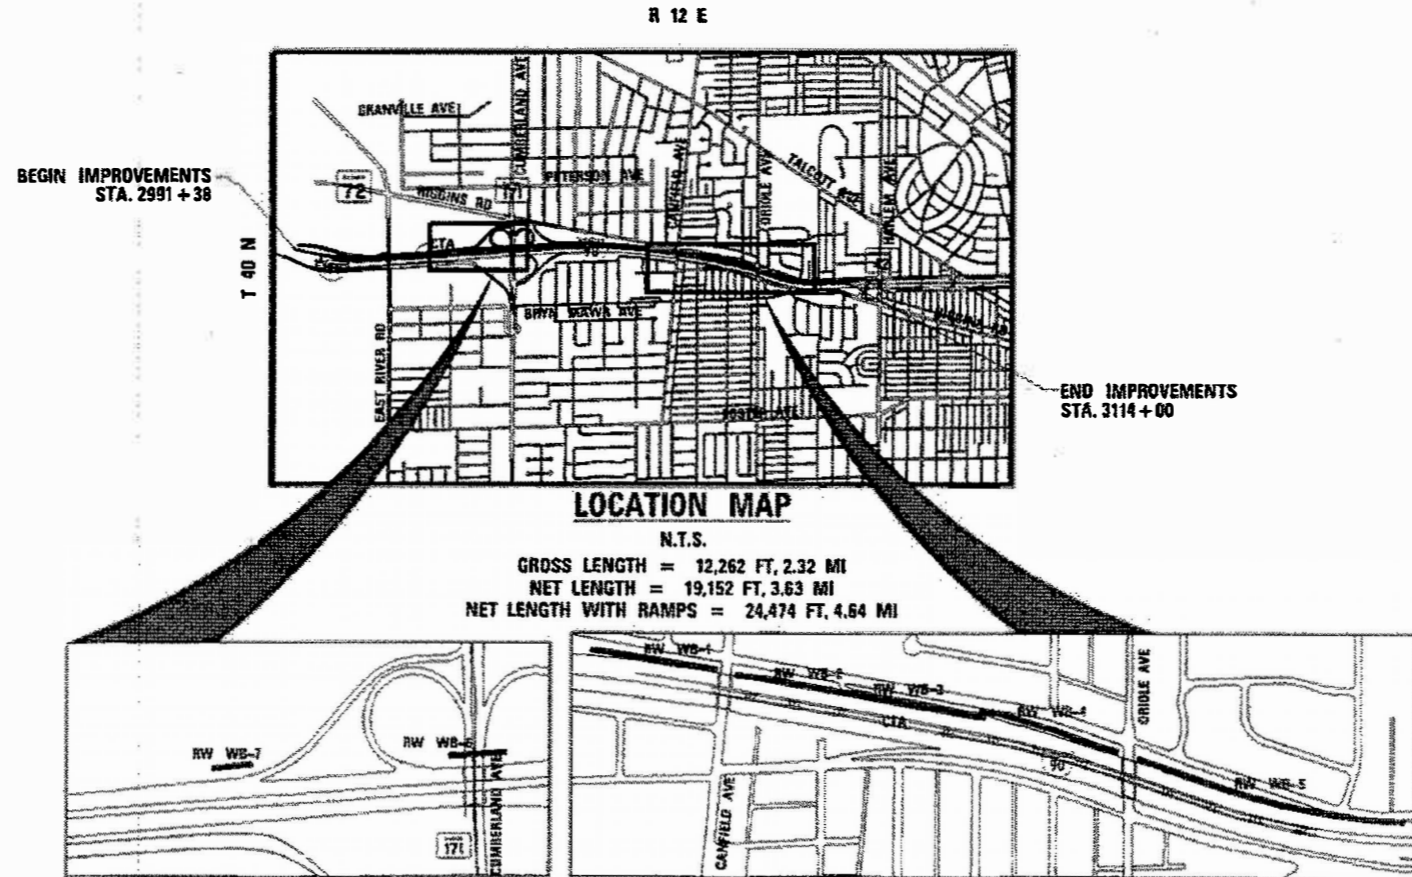 R 12 E
GRANVILLE AVE
CUMBERLAND AVE
BEGIN IMPROVEMENTS
STA. 2991 + 38
72
HIGGINS RD
171
PETERSON AVE
CANFIELD AVE
ORIOLE AVE
TALCOTT AVE
HARLEM AVE
T 40 N
CTA
90
BRYN MAWR AVE
HIGGINS RD
EAST RIVER RD
FOSTER AVE
END IMPROVEMENTS
STA. 3114 + 00
LOCATION MAP
N.T.S.
GROSS LENGTH = 12,262 FT, 2.32 MI
NET LENGTH = 19,152 FT, 3.63 MI
NET LENGTH WITH RAMPS = 24,474 FT, 4.64 MI
RW WB-7
RW WB-6
CUMBERLAND AVE
171
RW WB-1
RW WB-2
RW WB-3
RW WB-4
CTA
90
ORIOLE AVE
RW WB-5
CANFIELD AVE